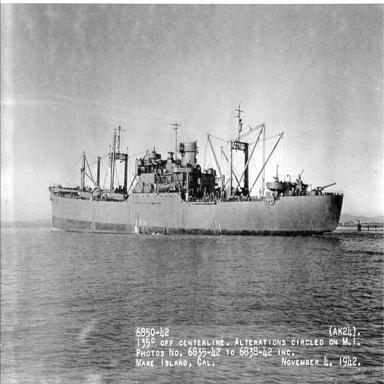 6850-42 (AK24).
135° OFF CENTERLINE. ALTERATIONS CIRCLED ON M.I.
PHOTOS NO. 6835-42 TO 6838-42 INC.
MARE ISLAND, CAL. NOVEMBER 4, 1942.